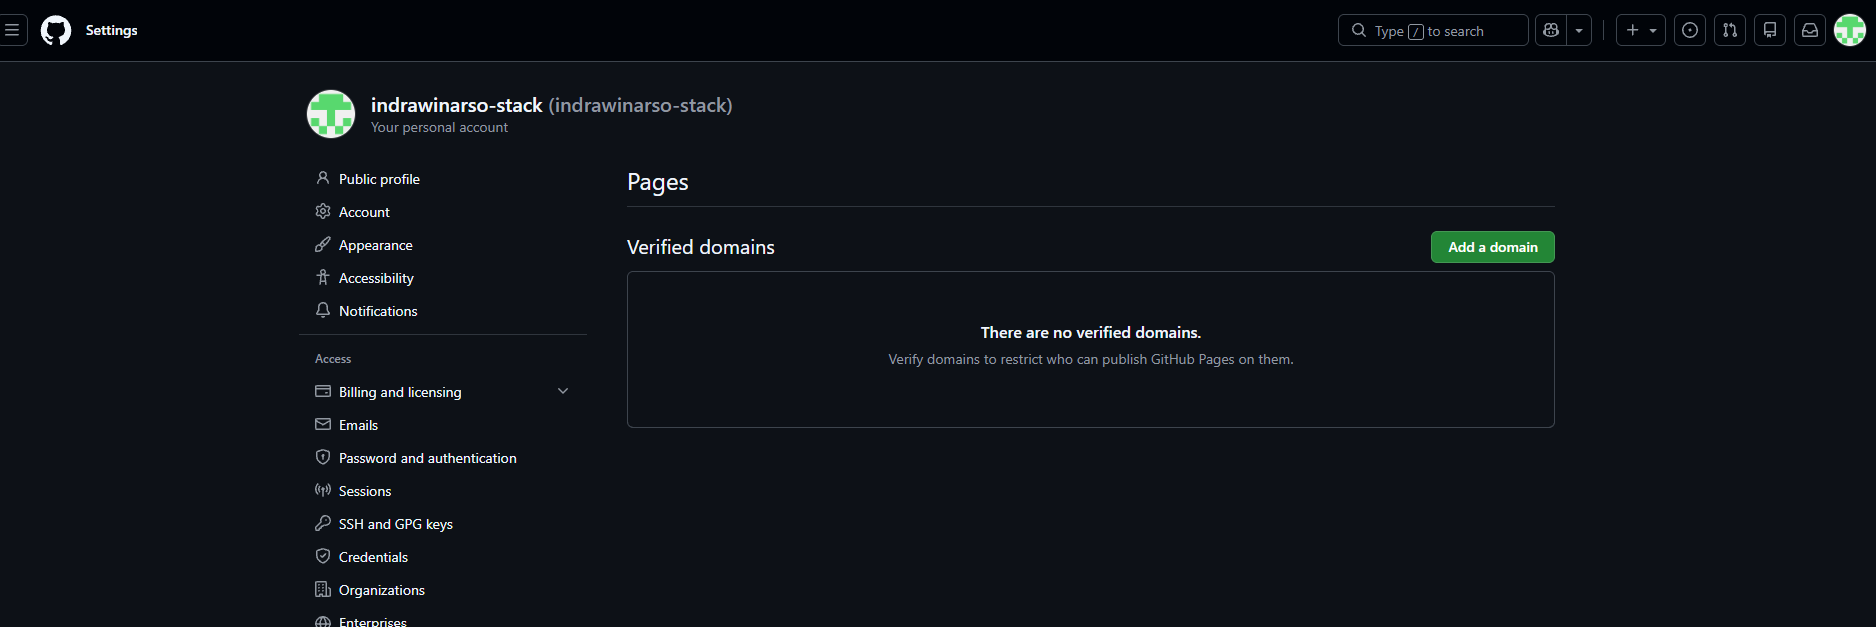 Settings
Type / to search
indrawinarso-stack (indrawinarso-stack)
Your personal account
Public profile
Account
Appearance
Accessibility
Notifications
Access
Billing and licensing
Emails
Password and authentication
Sessions
SSH and GPG keys
Credentials
Organizations
Enterprises
Pages
Verified domains
Add a domain
There are no verified domains.
Verify domains to restrict who can publish GitHub Pages on them.